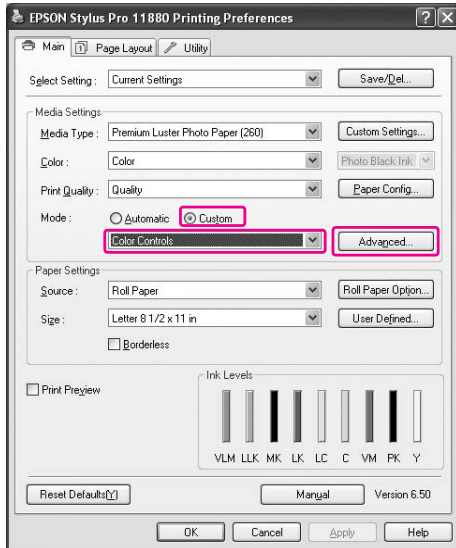 EPSON Stylus Pro 11880 Printing Preferences
Main Page Layout Utility
Select Setting : Current Settings Save/Del...
Media Settings
Media Type : Premium Luster Photo Paper (260) Custom Settings...
Color : Color Photo Black Ink
Print Quality : Quality Paper Config...
Mode : Automatic Custom
Color Controls Advanced...
Paper Settings
Source : Roll Paper Roll Paper Option...
Size : Letter 8 1/2 x 11 in User Defined...
Borderless
Print Preview
Ink Levels
VLM LLK MK LK LC C VM PK Y
Reset Defaults(Y) Manual Version 6.50
OK Cancel Apply Help